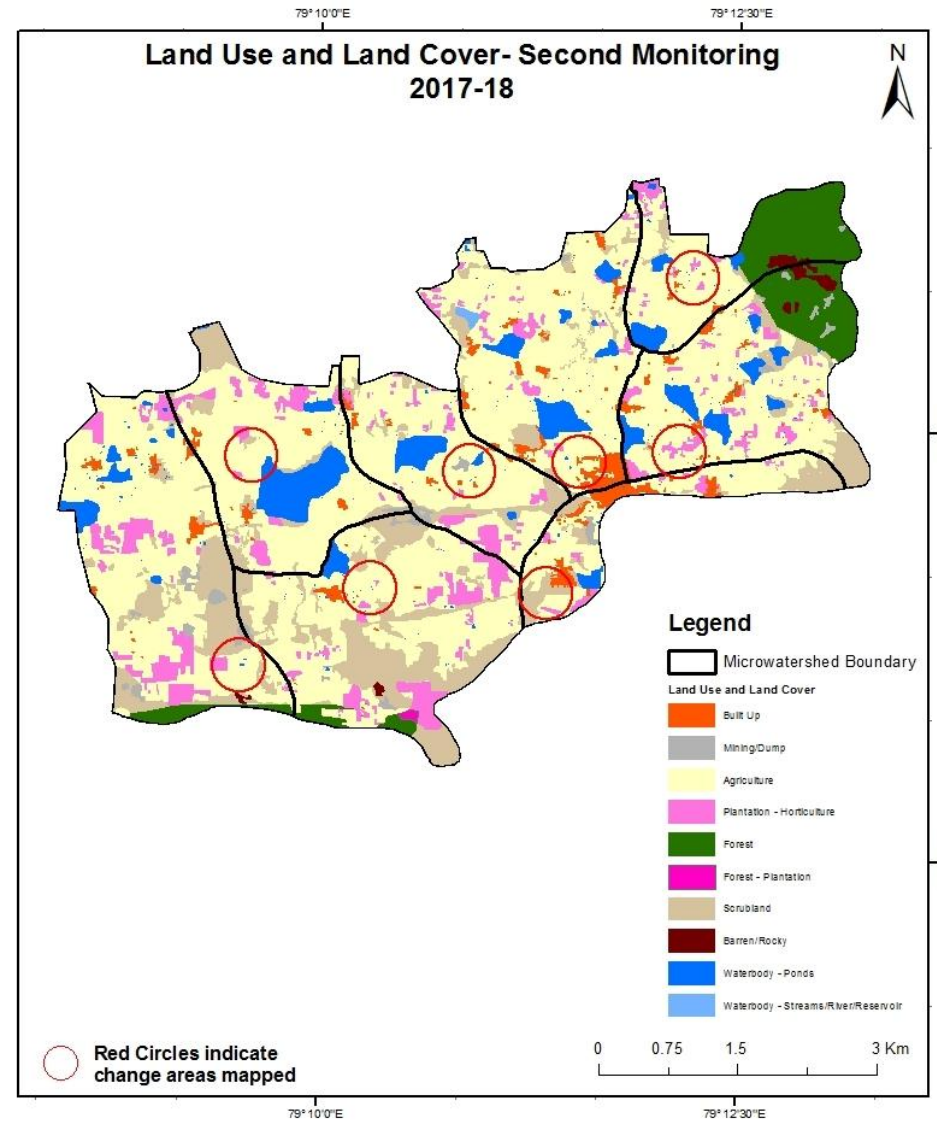 79° 10'0"E
79° 12'30"E
Land Use and Land Cover- Second Monitoring
2017-18
N
Legend
Microwatershed Boundary
Land Use and Land Cover
Built Up
Mining/Dump
Agriculture
Plantation - Horticulture
Forest
Forest - Plantation
Scrubland
Barren/Rocky
Waterbody - Ponds
Waterbody - Streams/River/Reservoir
Red Circles indicate
change areas mapped
0 0.75 1.5 3 Km
79° 10'0"E
79° 12'30"E